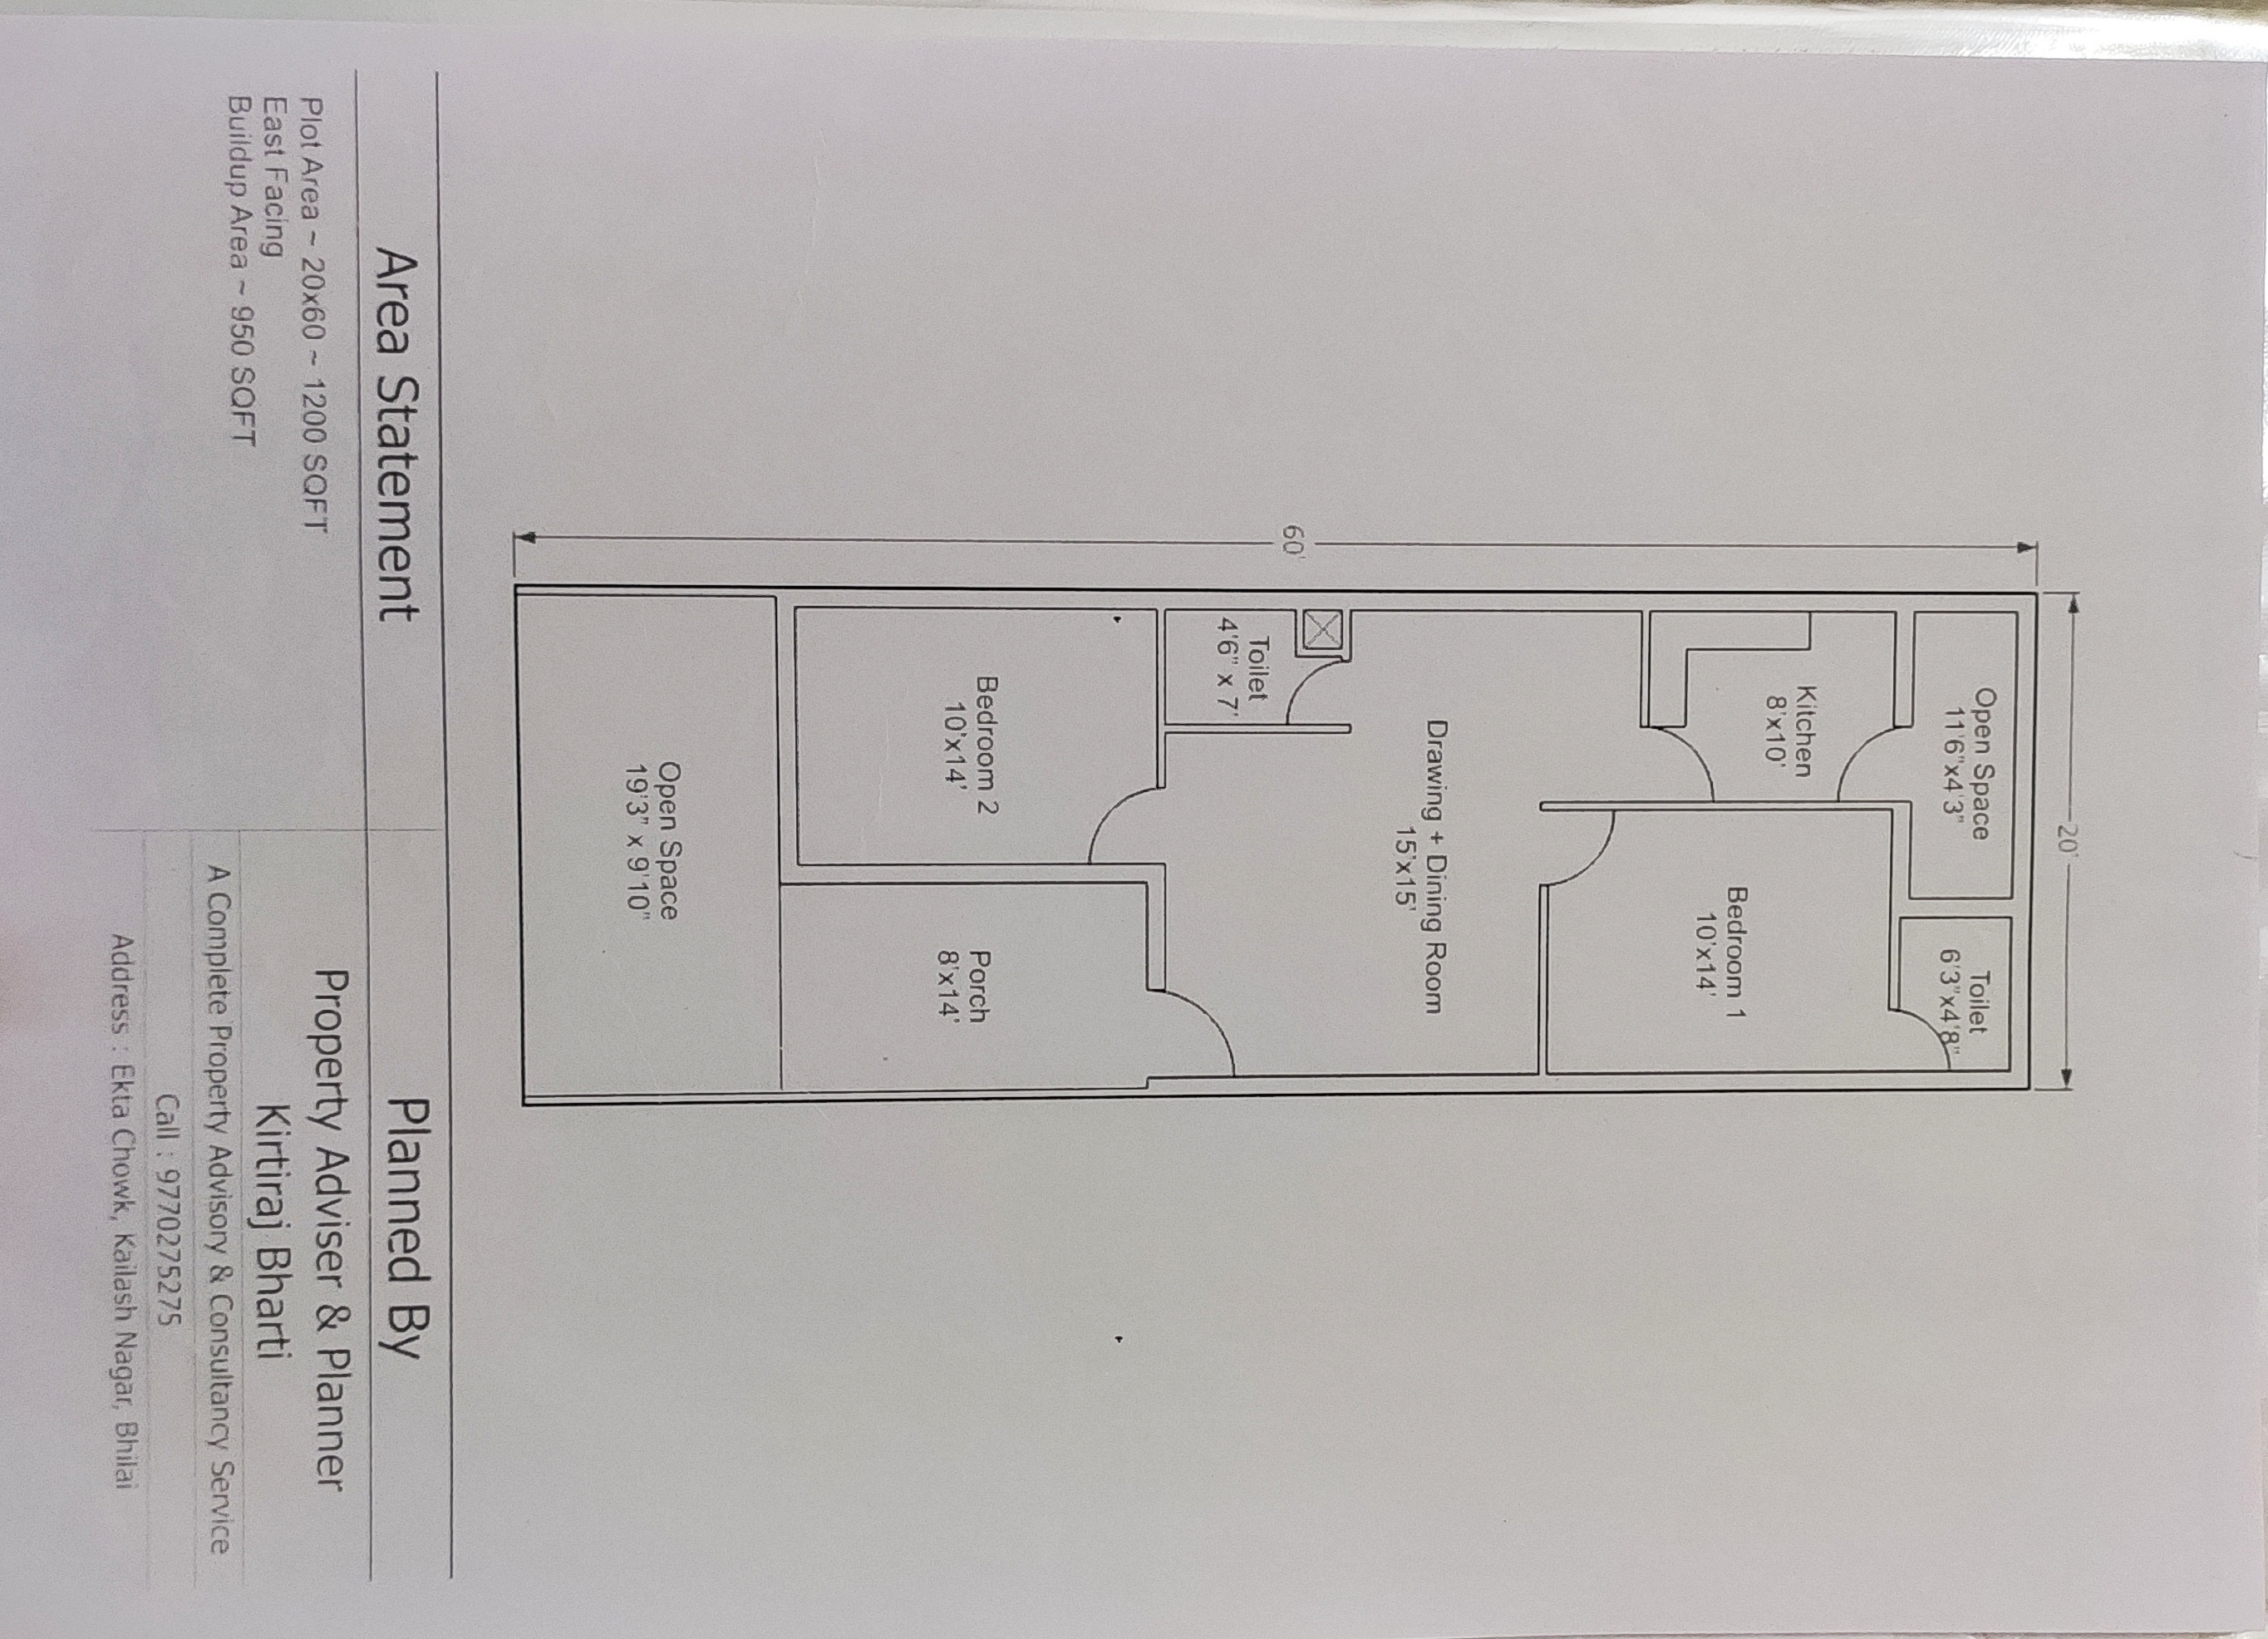 20'
60'
Open Space
11'6"x4'3"
Toilet
6'3"x4'8"
Kitchen
8'x10'
Bedroom 1
10'x14'
Drawing + Dining Room
15'x15'
Toilet
4'6" x 7'
Bedroom 2
10'x14'
Porch
8'x14'
Open Space
19'3" x 9'10"
Area Statement
Plot Area ~ 20x60 ~ 1200 SQFT
East Facing
Buildup Area ~ 950 SQFT
Planned By
Property Adviser & Planner
Kirtiraj Bharti
A Complete Property Advisory & Consultancy Service
Call : 9770275275
Address : Ekta Chowk, Kailash Nagar, Bhilai